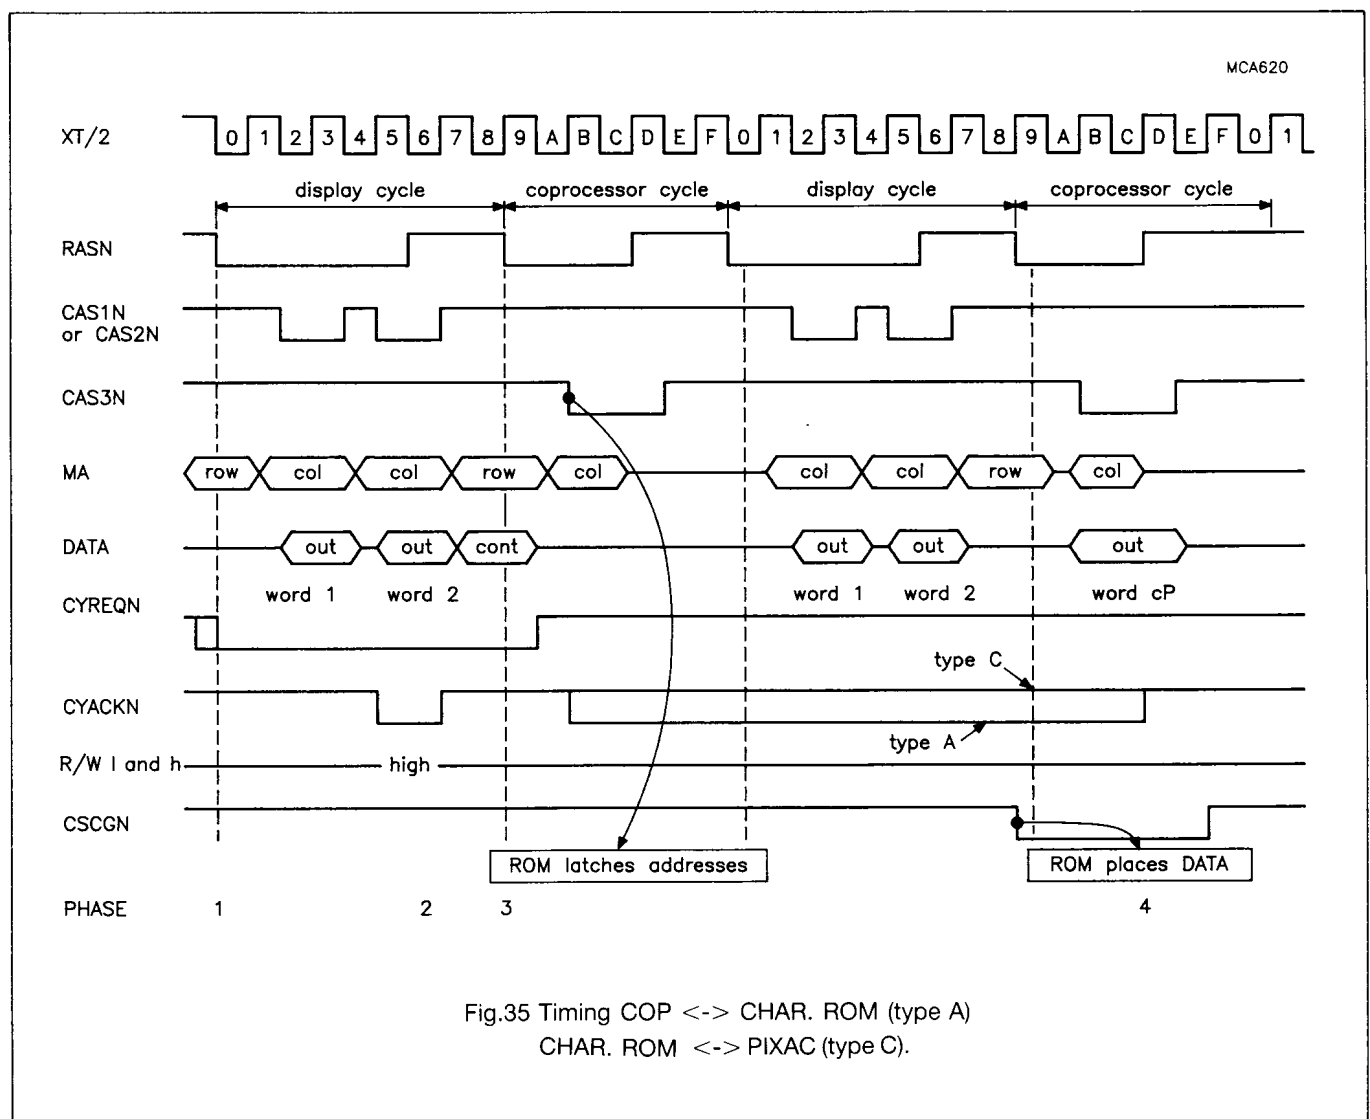 MCA620
XT/2 0 1 2 3 4 5 6 7 8 9 A B C D E F 0 1 2 3 4 5 6 7 8 9 A B C D E F 0 1
display cycle coprocessor cycle display cycle coprocessor cycle
RASN
CAS1N
or CAS2N
CAS3N
MA row col col row col col col row col
DATA out out cont out out out
word 1 word 2 word 1 word 2 word cP
CYREQN
type C
CYACKN
type A
R/W l and h high
CSCGN
ROM latches addresses ROM places DATA
PHASE 1 2 3 4
Fig.35 Timing COP <-> CHAR. ROM (type A)
CHAR. ROM <-> PIXAC (type C).